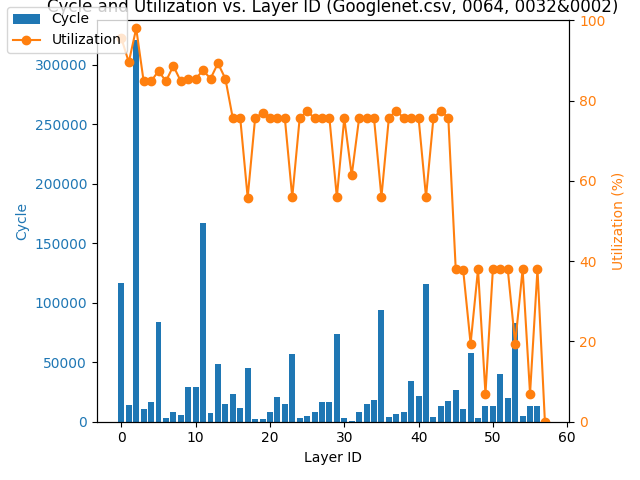 Cycle and Utilization vs. Layer ID (Googlenet.csv, 0064, 0032&0002)
Cycle
Utilization
300000
250000
200000
150000
100000
50000
0
Cycle
100
80
60
40
20
0
Utilization (%)
0 10 20 30 40 50 60
Layer ID